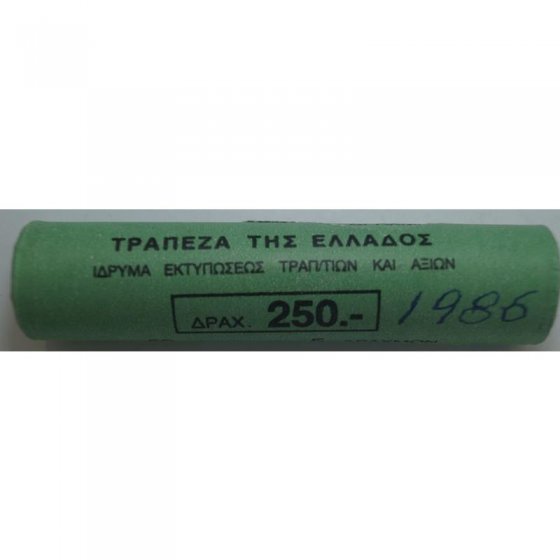 ΤΡΑΠΕΖΑ ΤΗΣ ΕΛΛΑΔΟΣ
ΙΔΡΥΜΑ ΕΚΤΥΠΩΣΕΩΣ ΤΡΑΠ/ΤΙΩΝ ΚΑΙ ΑΞΙΩΝ
ΔΡΑΧ. 250.- 1986